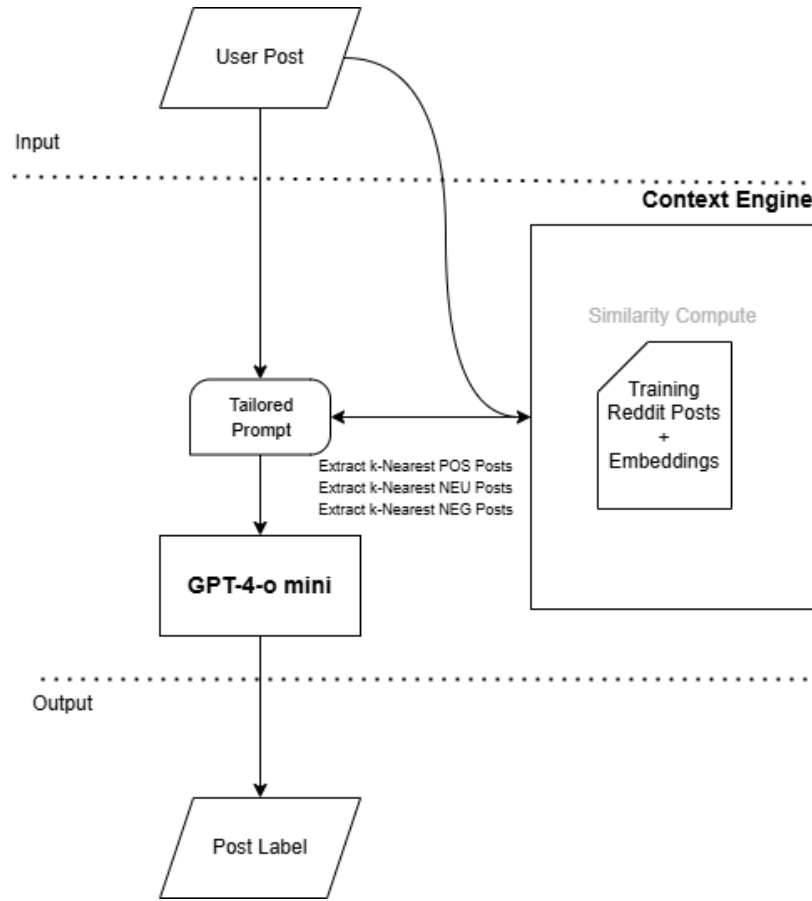 User Post
Input
Context Engine
Similarity Compute
Training
Reddit Posts
+
Embeddings
Tailored
Prompt
Extract k-Nearest POS Posts
Extract k-Nearest NEU Posts
Extract k-Nearest NEG Posts
GPT-4-o mini
Output
Post Label